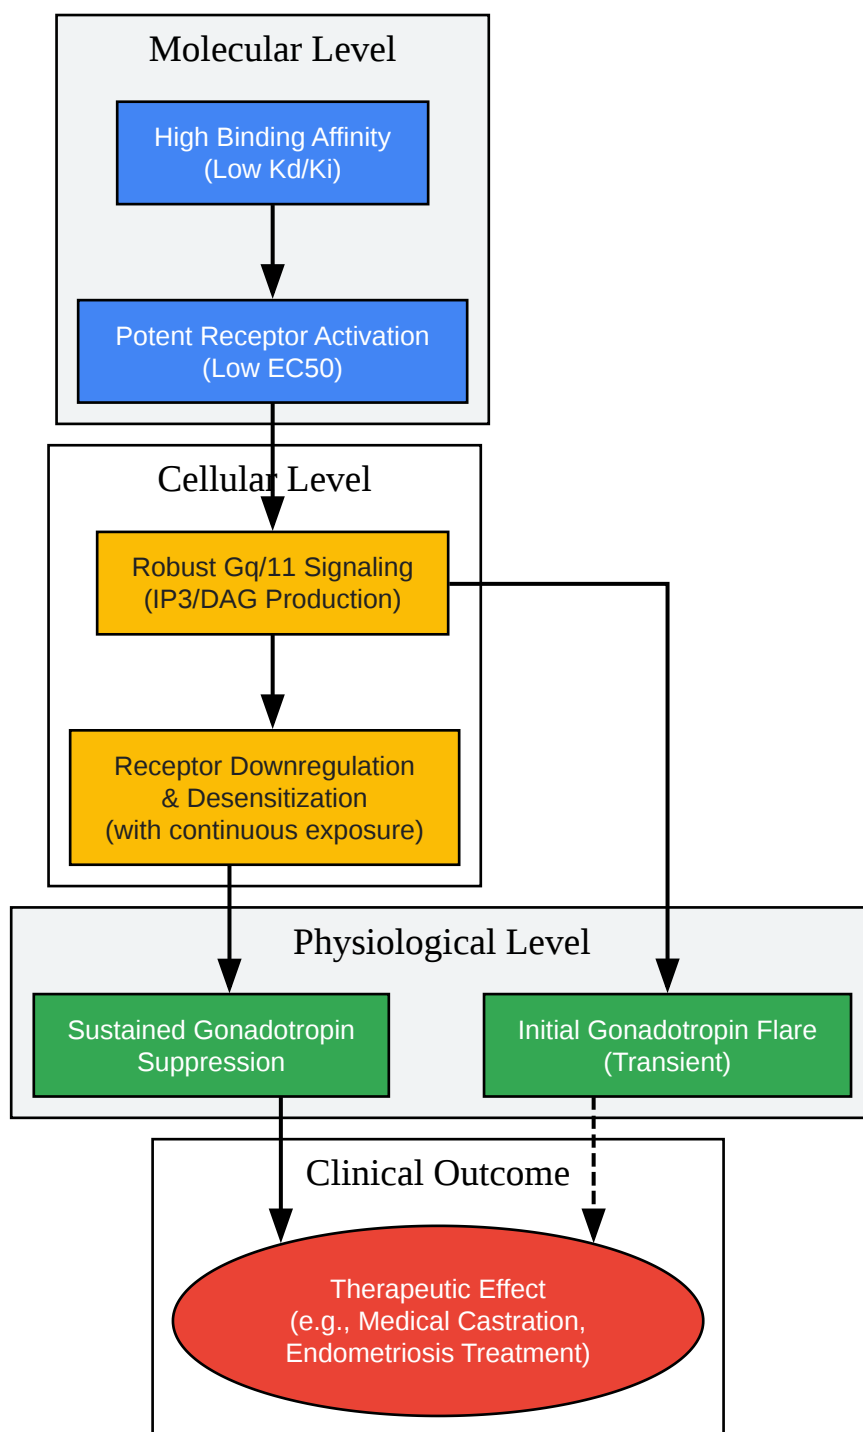 Molecular Level
High Binding Affinity
(Low Kd/Ki)
Potent Receptor Activation
(Low EC50)
Cellular Level
Robust Gq/11 Signaling
(IP3/DAG Production)
Receptor Downregulation
& Desensitization
(with continuous exposure)
Physiological Level
Sustained Gonadotropin
Suppression
Initial Gonadotropin Flare
(Transient)
Clinical Outcome
Therapeutic Effect
(e.g., Medical Castration,
Endometriosis Treatment)